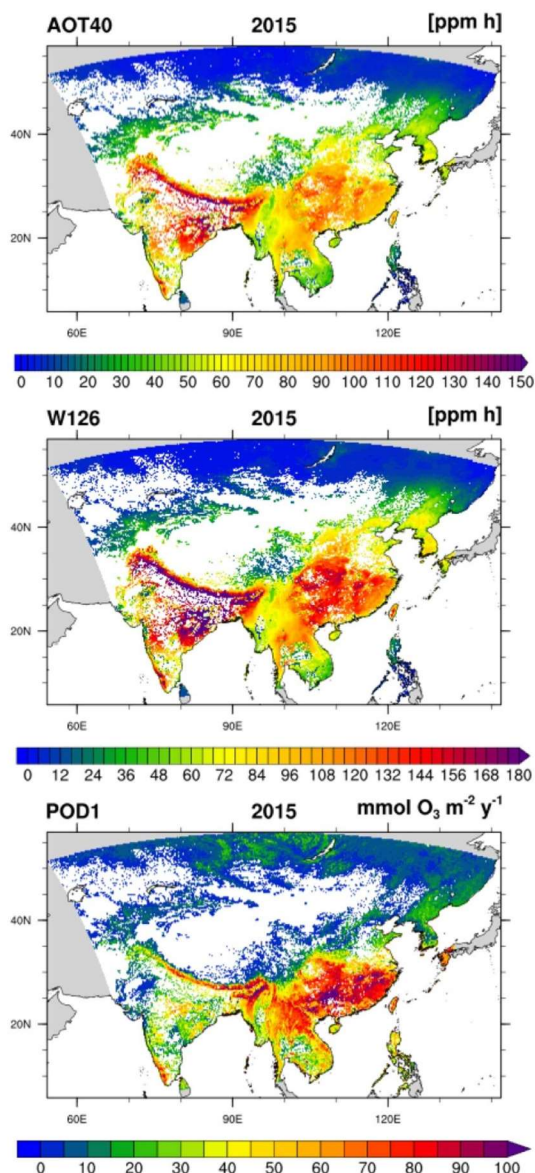 AOT40 2015 [ppm h]
40N
20N
60E 90E 120E
0 10 20 30 40 50 60 70 80 90 100 110 120 130 140 150
W126 2015 [ppm h]
40N
20N
60E 90E 120E
0 12 24 36 48 60 72 84 96 108 120 132 144 156 168 180
POD1 2015 mmol O₃ m⁻² y⁻¹
40N
20N
60E 90E 120E
0 10 20 30 40 50 60 70 80 90 100